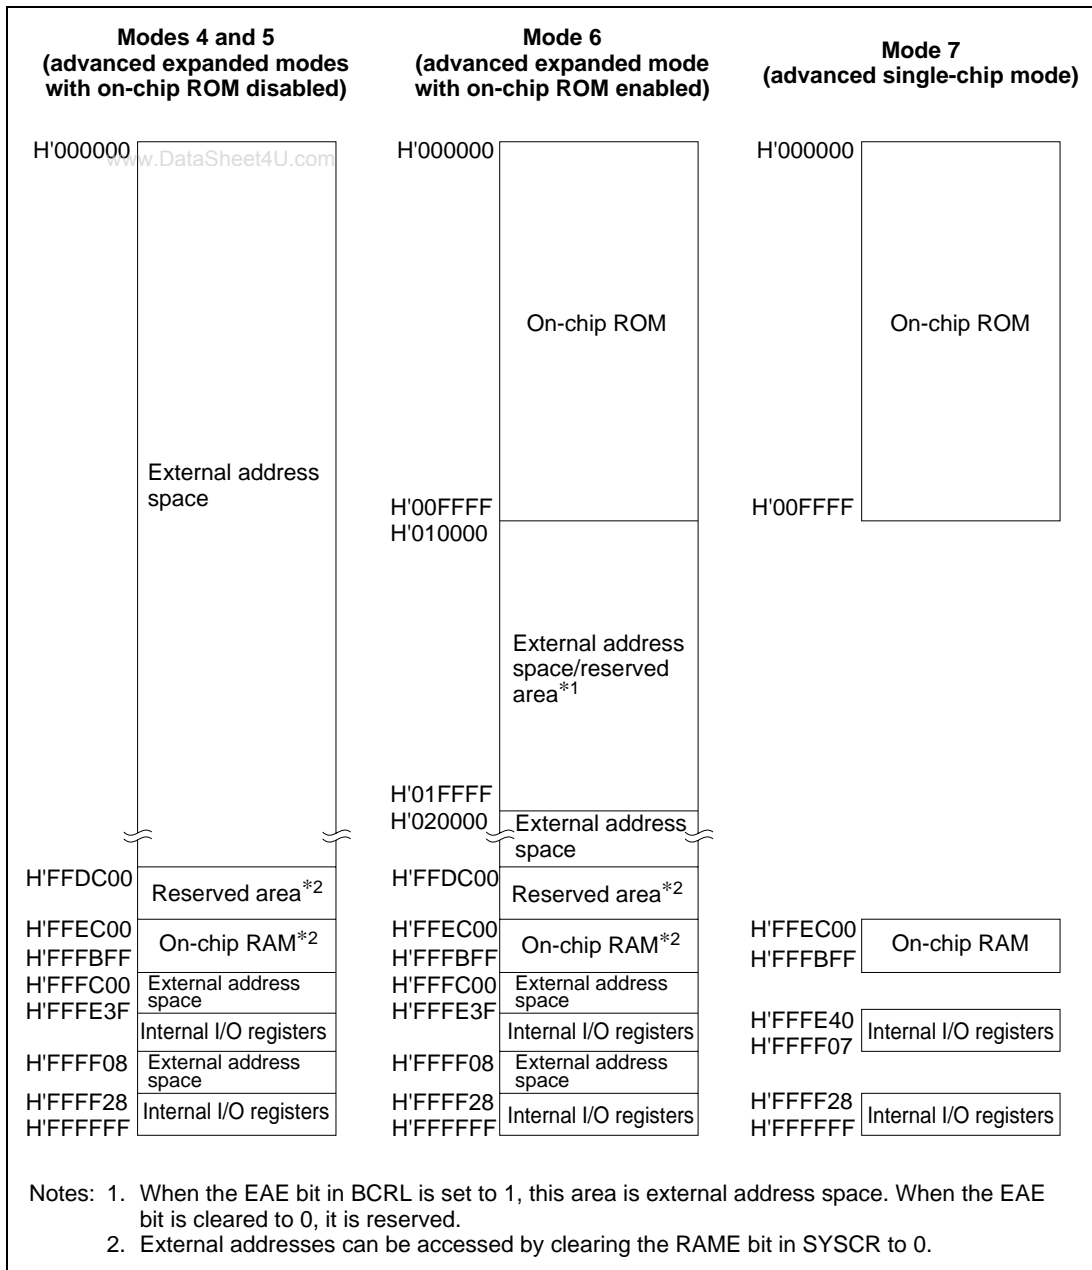 Modes 4 and 5
(advanced expanded modes
with on-chip ROM disabled)
H'000000
www.DataSheet4U.com
External address
space
H'FFDC00
Reserved area*2
H'FFEC00
On-chip RAM*2
H'FFFBFF
H'FFFC00
External address
space
H'FFFE3F
Internal I/O registers
H'FFFF08
External address
space
H'FFFF28
Internal I/O registers
H'FFFFFF
Mode 6
(advanced expanded mode
with on-chip ROM enabled)
H'000000
On-chip ROM
H'00FFFF
H'010000
External address
space/reserved
area*1
H'01FFFF
H'020000
External address
space
H'FFDC00
Reserved area*2
H'FFEC00
On-chip RAM*2
H'FFFBFF
H'FFFC00
External address
space
H'FFFE3F
Internal I/O registers
H'FFFF08
External address
space
H'FFFF28
Internal I/O registers
H'FFFFFF
Mode 7
(advanced single-chip mode)
H'000000
On-chip ROM
H'00FFFF
H'FFEC00
On-chip RAM
H'FFFBFF
H'FFFE40
Internal I/O registers
H'FFFF07
H'FFFF28
Internal I/O registers
H'FFFFFF
Notes: 1. When the EAE bit in BCRL is set to 1, this area is external address space. When the EAE
bit is cleared to 0, it is reserved.
2. External addresses can be accessed by clearing the RAME bit in SYSCR to 0.